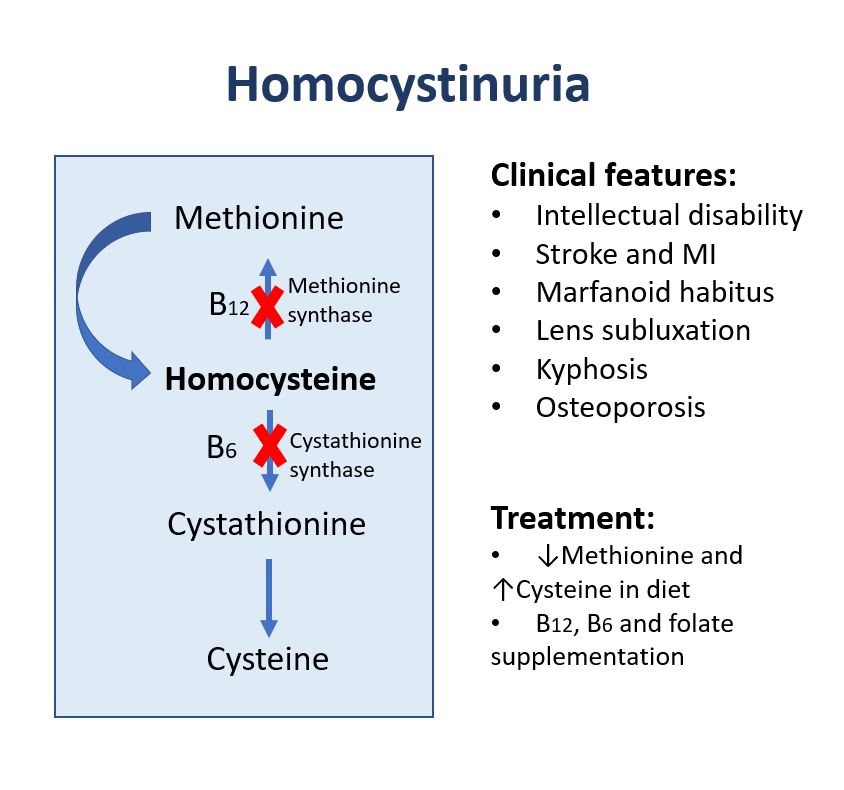 Homocystinuria
Methionine
B12
Methionine
synthase
Homocysteine
B6
Cystathionine
synthase
Cystathionine
Cysteine
Clinical features:
• Intellectual disability
• Stroke and MI
• Marfanoid habitus
• Lens subluxation
• Kyphosis
• Osteoporosis
Treatment:
• ↓Methionine and
↑Cysteine in diet
• B12, B6 and folate
supplementation